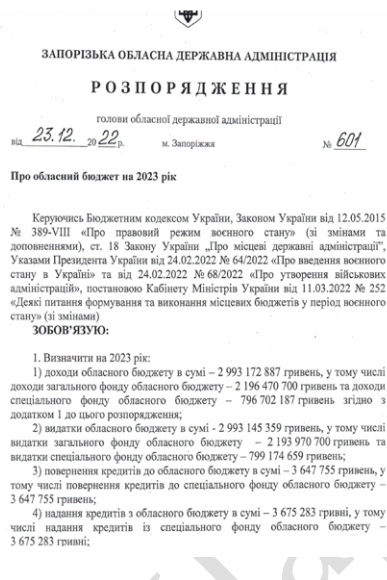 ЗАПОРІЗЬКА ОБЛАСНА ДЕРЖАВНА АДМІНІСТРАЦІЯ
РОЗПОРЯДЖЕННЯ
голови обласної державної адміністрації
від 23.12. 2022 р. м. Запоріжжя № 601
Про обласний бюджет на 2023 рік
Керуючись Бюджетним кодексом України, Законом України від 12.05.2015
№ 389-VIII «Про правовий режим воєнного стану» (зі змінами та
доповненнями), ст. 18 Закону України „Про місцеві державні адміністрації”,
Указами Президента України від 24.02.2022 № 64/2022 «Про введення воєнного
стану в Україні» та від 24.02.2022 № 68/2022 «Про утворення військових
адміністрацій», постановою Кабінету Міністрів України від 11.03.2022 № 252
«Деякі питання формування та виконання місцевих бюджетів у період воєнного
стану» (зі змінами)
ЗОБОВ’ЯЗУЮ:
1. Визначити на 2023 рік:
1) доходи обласного бюджету в сумі – 2 993 172 887 гривень, у тому числі
доходи загального фонду обласного бюджету – 2 196 470 700 гривень та доходи
спеціального фонду обласного бюджету – 796 702 187 гривень згідно з
додатком 1 до цього розпорядження;
2) видатки обласного бюджету в сумі – 2 993 145 359 гривень, у тому числі
видатки загального фонду обласного бюджету – 2 193 970 700 гривень та
видатки спеціального фонду обласного бюджету – 799 174 659 гривень;
3) повернення кредитів до обласного бюджету в сумі – 3 647 755 гривень, у
тому числі повернення кредитів до спеціального фонду обласного бюджету –
3 647 755 гривень;
4) надання кредитів з обласного бюджету в сумі – 3 675 283 гривні, у тому
числі надання кредитів із спеціального фонду обласного бюджету –
3 675 283 гривні;